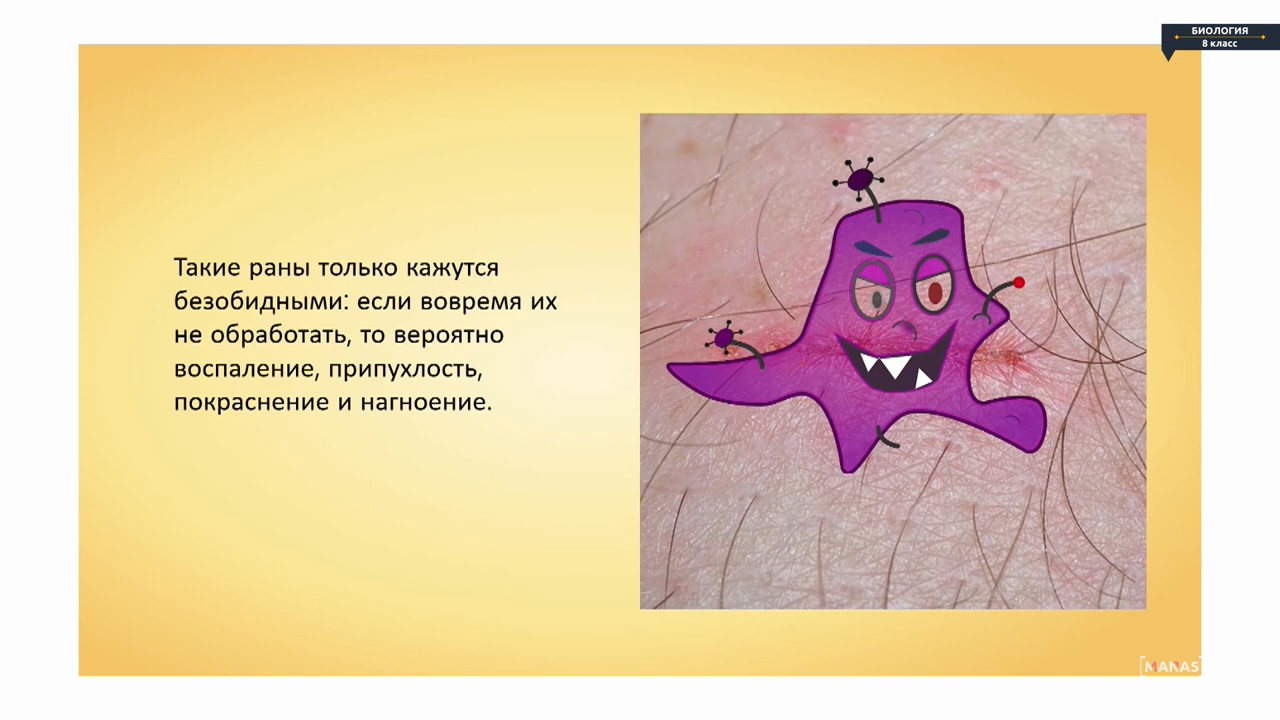 БИОЛОГИЯ
8 класс
Такие раны только кажутся
безобидными: если вовремя их
не обработать, то вероятно
воспаление, припухлость,
покраснение и нагноение.
MANAS